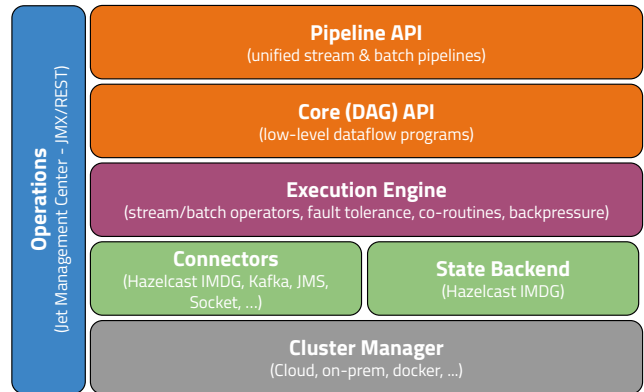 Operations
(Jet Management Center - JMX/REST)
Pipeline API
(unified stream & batch pipelines)
Core (DAG) API
(low-level dataflow programs)
Execution Engine
(stream/batch operators, fault tolerance, co-routines, backpressure)
Connectors
(Hazelcast IMDG, Kafka, JMS,
Socket, ...)
State Backend
(Hazelcast IMDG)
Cluster Manager
(Cloud, on-prem, docker, ...)